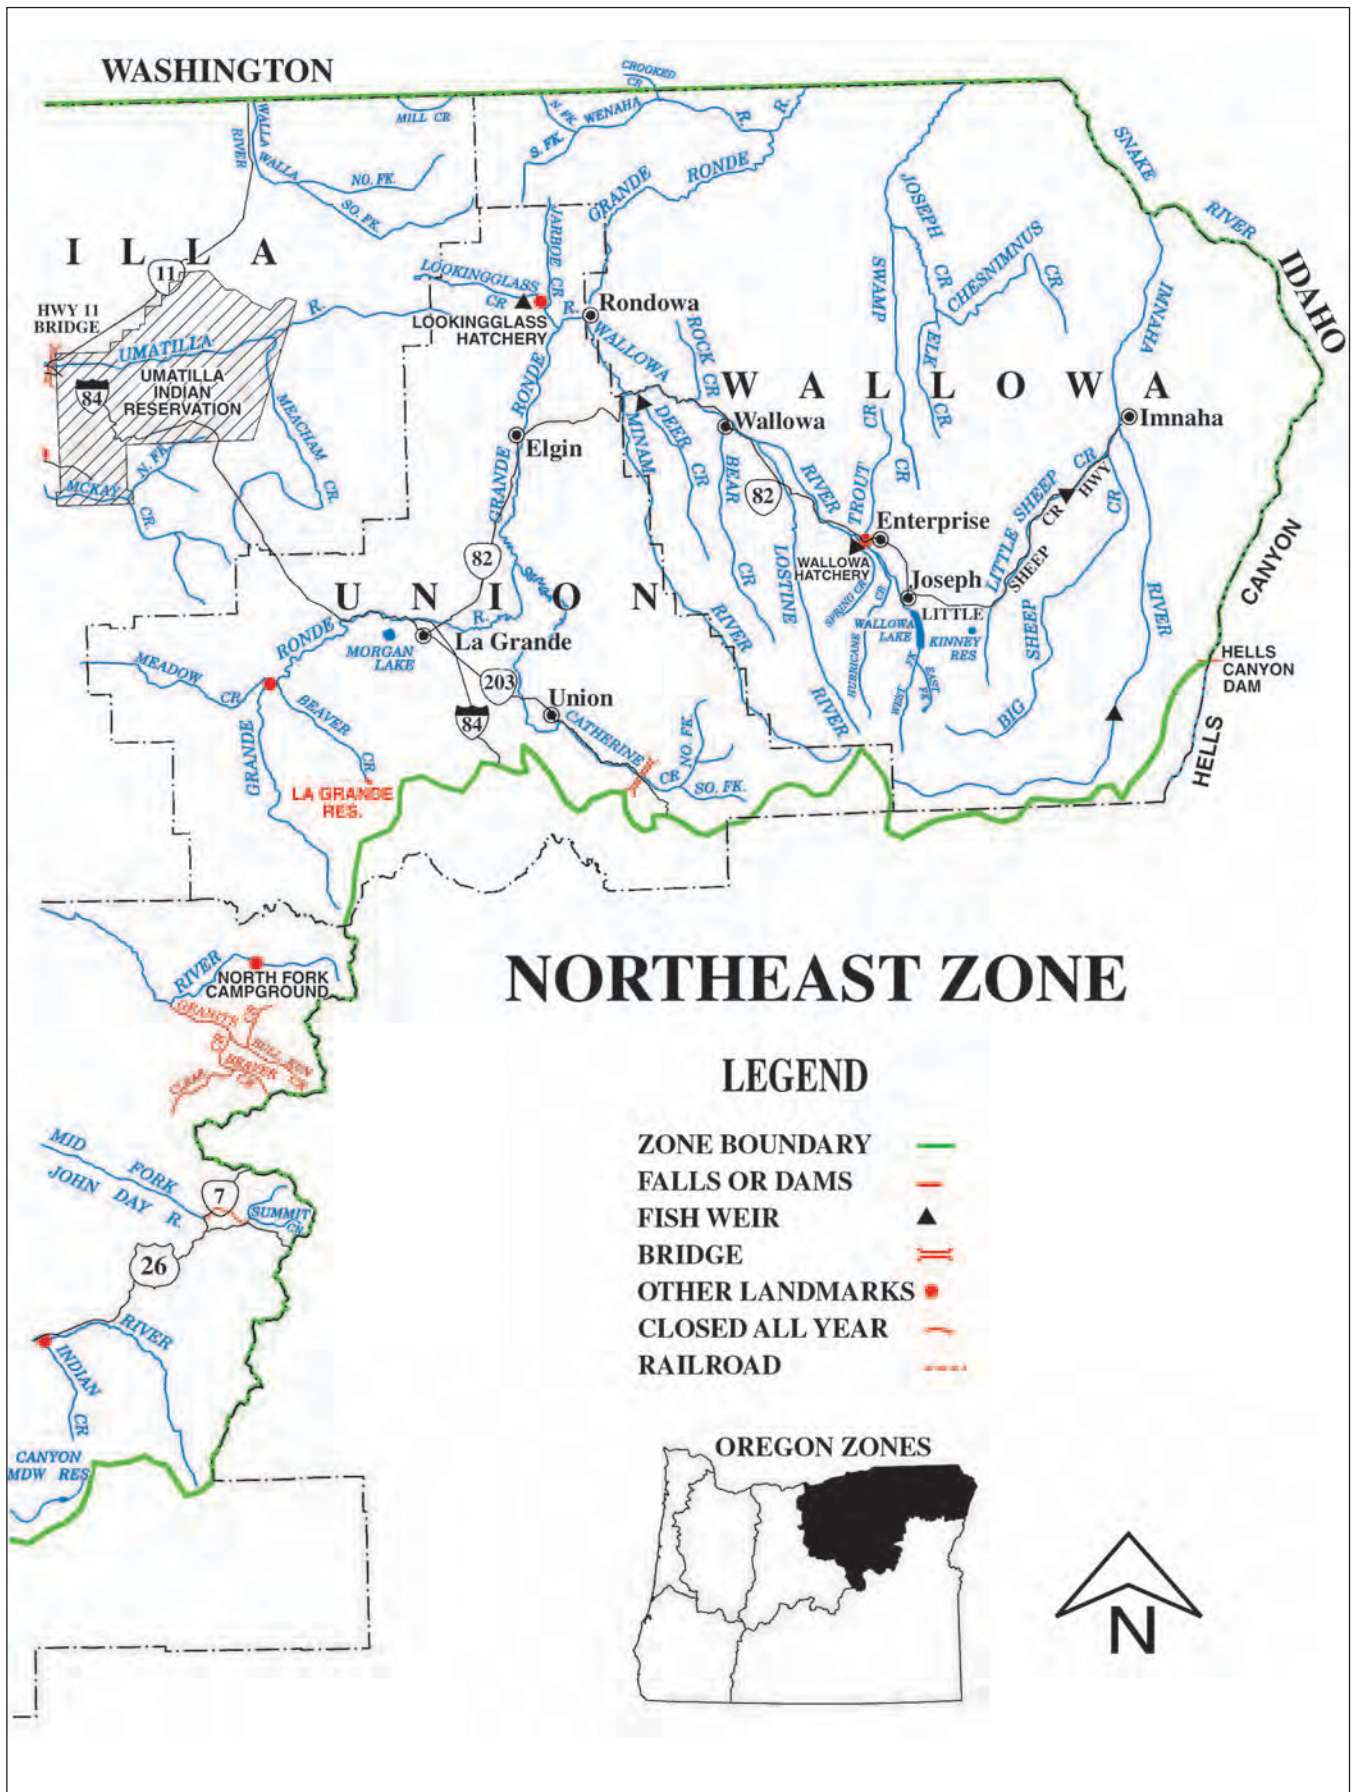 WASHINGTON
CROOKED
CR
N. FK
WENAHA
R.
R.
S. FK.
MILL CR
WALLA
WALLA
RIVER
NO. FK.
SO. FK.
GRANDE
RONDE
SNAKE
RIVER
IDAHO
JOSEPH
CR
CHESNIMNUS
CR
SWAMP
CR
ELK
CR
IMNAHA
RIVER
I L L A
11
HWY 11
BRIDGE
UMATILLA
R.
84
UMATILLA
INDIAN
RESERVATION
MEACHAM
CR.
N. FK.
MCKAY
CR.
JARBOE CR
LOOKINGGLASS
CR
LOOKINGGLASS
HATCHERY
R.
Rondowa
WALLOWA
RIVER
ROCK CR
W A L L O W A
Wallowa
Imnaha
Elgin
MINAM
RIVER
DEER
CR
BEAR
CR
82
LOSTINE
RIVER
TROUT
CR
Enterprise
WALLOWA
HATCHERY
Joseph
SPRING CR
HURRICANE
CR
WALLOWA
LAKE
KINNEY
RES
WEST
FK
EAST
FK
LITTLE SHEEP CR
LITTLE
SHEEP
CR
HWY
BIG
SHEEP
CR
HELLS
CANYON
DAM
HELLS
CANYON
RONDE
GRANDE
82
U N I O N
R.
La Grande
MORGAN
LAKE
RONDE
GRANDE
MEADOW
CR
BEAVER
CR
LA GRANDE
RES.
203
84
Union
CATHERINE
CR
NO. FK.
SO. FK.
RIVER
NORTH FORK
CAMPGROUND
GRANITE
BULL RUN
CR
BEAVER
CR
CLEAR
NORTHEAST ZONE
LEGEND
ZONE BOUNDARY
FALLS OR DAMS
FISH WEIR
BRIDGE
OTHER LANDMARKS
CLOSED ALL YEAR
RAILROAD
MID
FORK
JOHN DAY R.
7
SUMMIT
CR
26
RIVER
INDIAN
CR
CANYON
MDW RES
OREGON ZONES
N